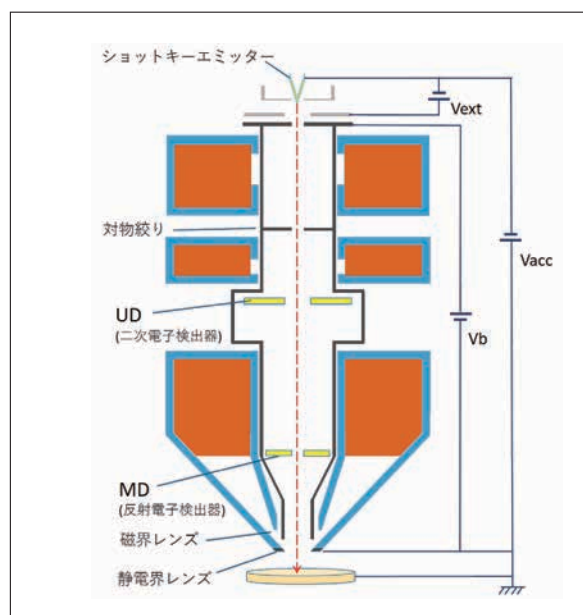 ショットキーエミッター
Vext
対物絞り
Vacc
UD
(二次電子検出器)
Vb
MD
(反射電子検出器)
磁界レンズ
静電界レンズ